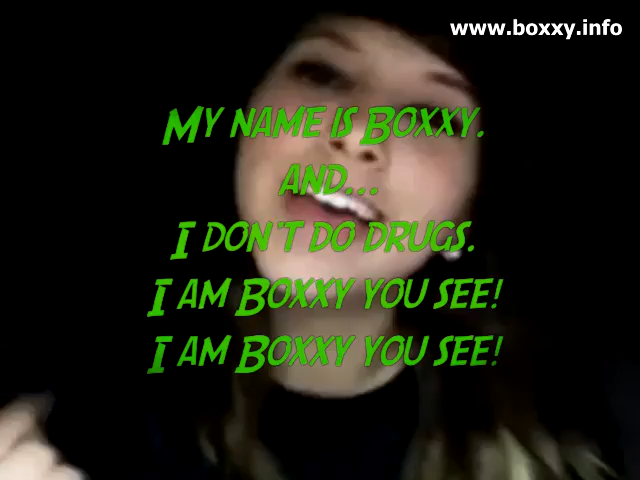 www.boxxy.info
My name is Boxxy.
and...
I don't do drugs.
I am Boxxy you see!
I am Boxxy you see!